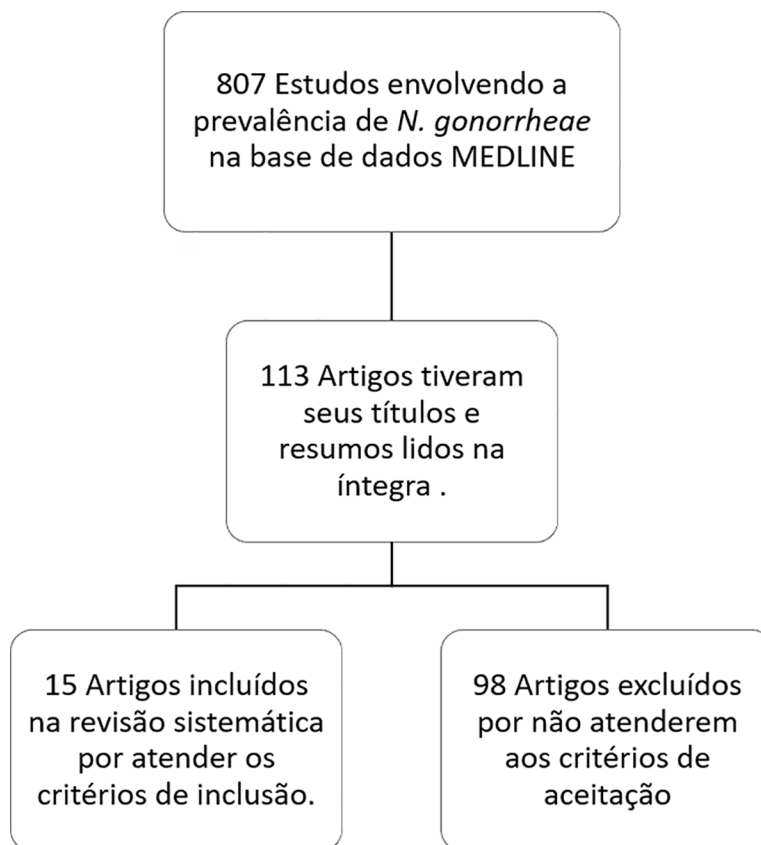 807 Estudos envolvendo a
prevalência de N. gonorrheae
na base de dados MEDLINE
113 Artigos tiveram
seus títulos e
resumos lidos na
íntegra .
15 Artigos incluídos
na revisão sistemática
por atender os
critérios de inclusão.
98 Artigos excluídos
por não atenderem
aos critérios de
aceitação